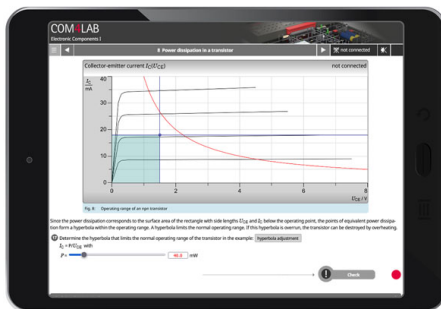 COM4LAB
Electronic Components I
8 Power dissipation in a transistor
not connected
Collector-emitter current IC(UCE)
not connected
IC
mA
40
30
20
10
0
0
2
4
6
8
UCE / V
Fig. 8: Operating range of an npn transistor
Since the power dissipation corresponds to the surface area of the rectangle with side lengths UCE and IC below the operating point, the points of equivalent power dissipa-
tion form a hyperbola within the operating range. A hyperbola limits the normal operating range. If this hyperbola is overrun, the transistor can be destroyed by overheating.
Determine the hyperbola that limits the normal operating range of the transistor in the example: hyperbola adjustment
IC = P/UCE with
P = 40.0 mW
Check